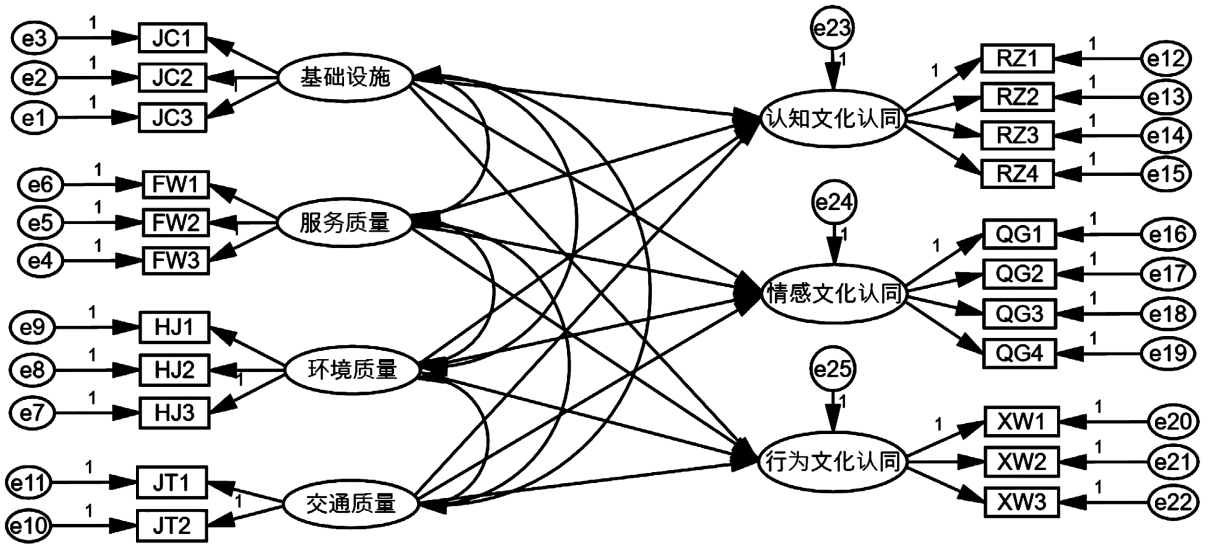 e3 1 JC1
e2 1 JC2
e1 1 JC3
1
基础设施
e6 1 FW1
e5 1 FW2
e4 1 FW3
服务质量
e9 1 HJ1
e8 1 HJ2
e7 1 HJ3
1
环境质量
e11 1 JT1
e10 1 JT2
1
交通质量
e23
1
认知文化认同
1
RZ1 1 e12
RZ2 1 e13
RZ3 1 e14
RZ4 1 e15
e24
1
情感文化认同
1
QG1 1 e16
QG2 1 e17
QG3 1 e18
QG4 1 e19
e25
1
行为文化认同
1
XW1 1 e20
XW2 1 e21
XW3 1 e22